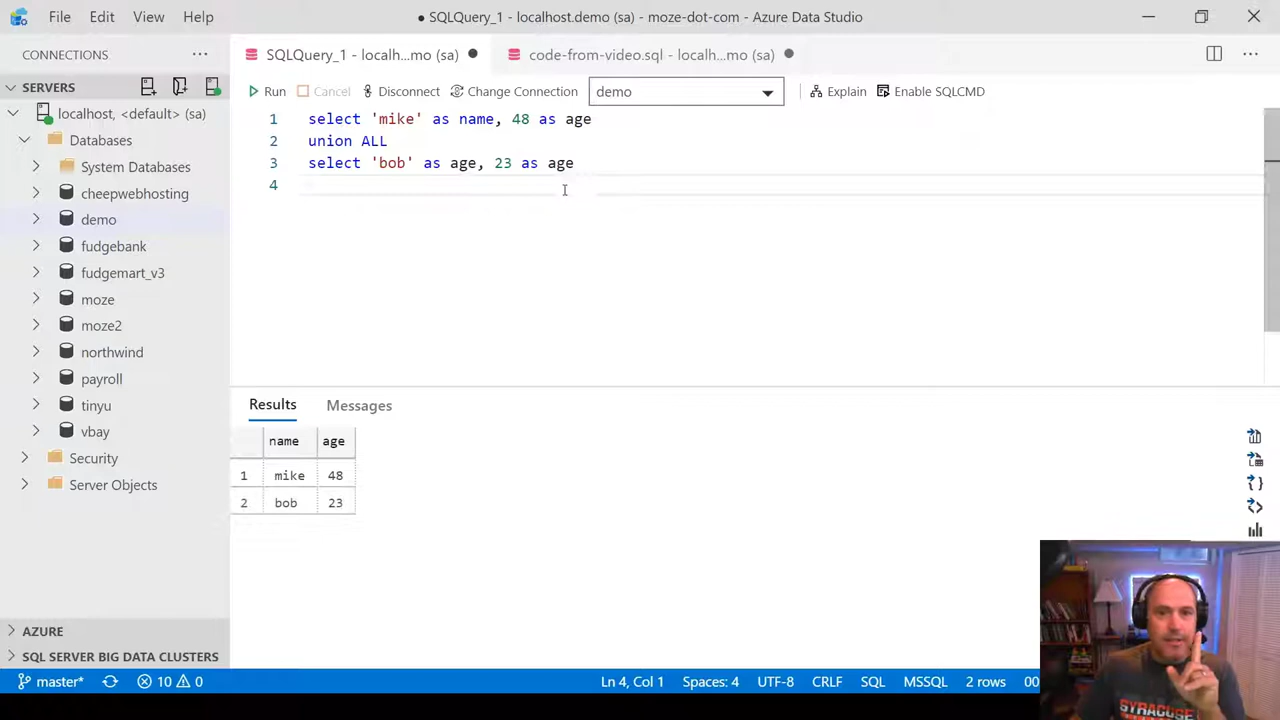 File Edit View Help
● SQLQuery_1 - localhost.demo (sa) - moze-dot-com - Azure Data Studio
CONNECTIONS
SQLQuery_1 - localh...mo (sa)
code-from-video.sql - localh...mo (sa)
SERVERS
Run Cancel Disconnect Change Connection demo Explain Enable SQLCMD
localhost, <default> (sa)
Databases
System Databases
cheepwebhosting
demo
fudgebank
fudgemart_v3
moze
moze2
northwind
payroll
tinyu
vbay
Security
Server Objects
AZURE
SQL SERVER BIG DATA CLUSTERS
1 select 'mike' as name, 48 as age
2 union ALL
3 select 'bob' as age, 23 as age
4
Results Messages
name age
1 mike 48
2 bob 23
master* 10 0
Ln 4, Col 1 Spaces: 4 UTF-8 CRLF SQL MSSQL 2 rows 00
SYRACUSE